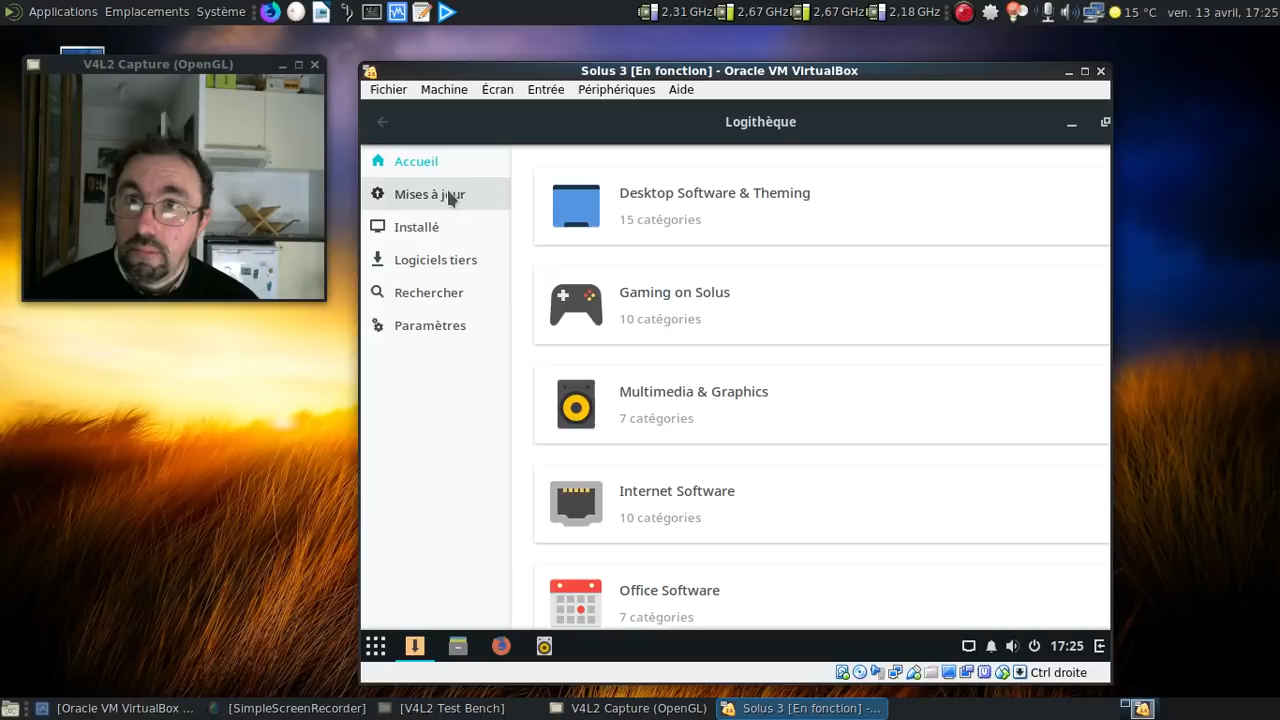 Applications Emplacements Système 2,31 GHz 2,67 GHz 2,67 GHz 2,18 GHz 15 °C ven. 13 avril, 17:25
V4L2 Capture (OpenGL)
Solus 3 [En fonction] - Oracle VM VirtualBox
Fichier Machine Écran Entrée Périphériques Aide
Logithèque
Accueil
Mises à jour
Installé
Logiciels tiers
Rechercher
Paramètres
Desktop Software & Theming
15 catégories
Gaming on Solus
10 catégories
Multimedia & Graphics
7 catégories
Internet Software
10 catégories
Office Software
7 catégories
17:25
Ctrl droite
[Oracle VM VirtualBox ... [SimpleScreenRecorder] [V4L2 Test Bench] V4L2 Capture (OpenGL) Solus 3 [En fonction] -...